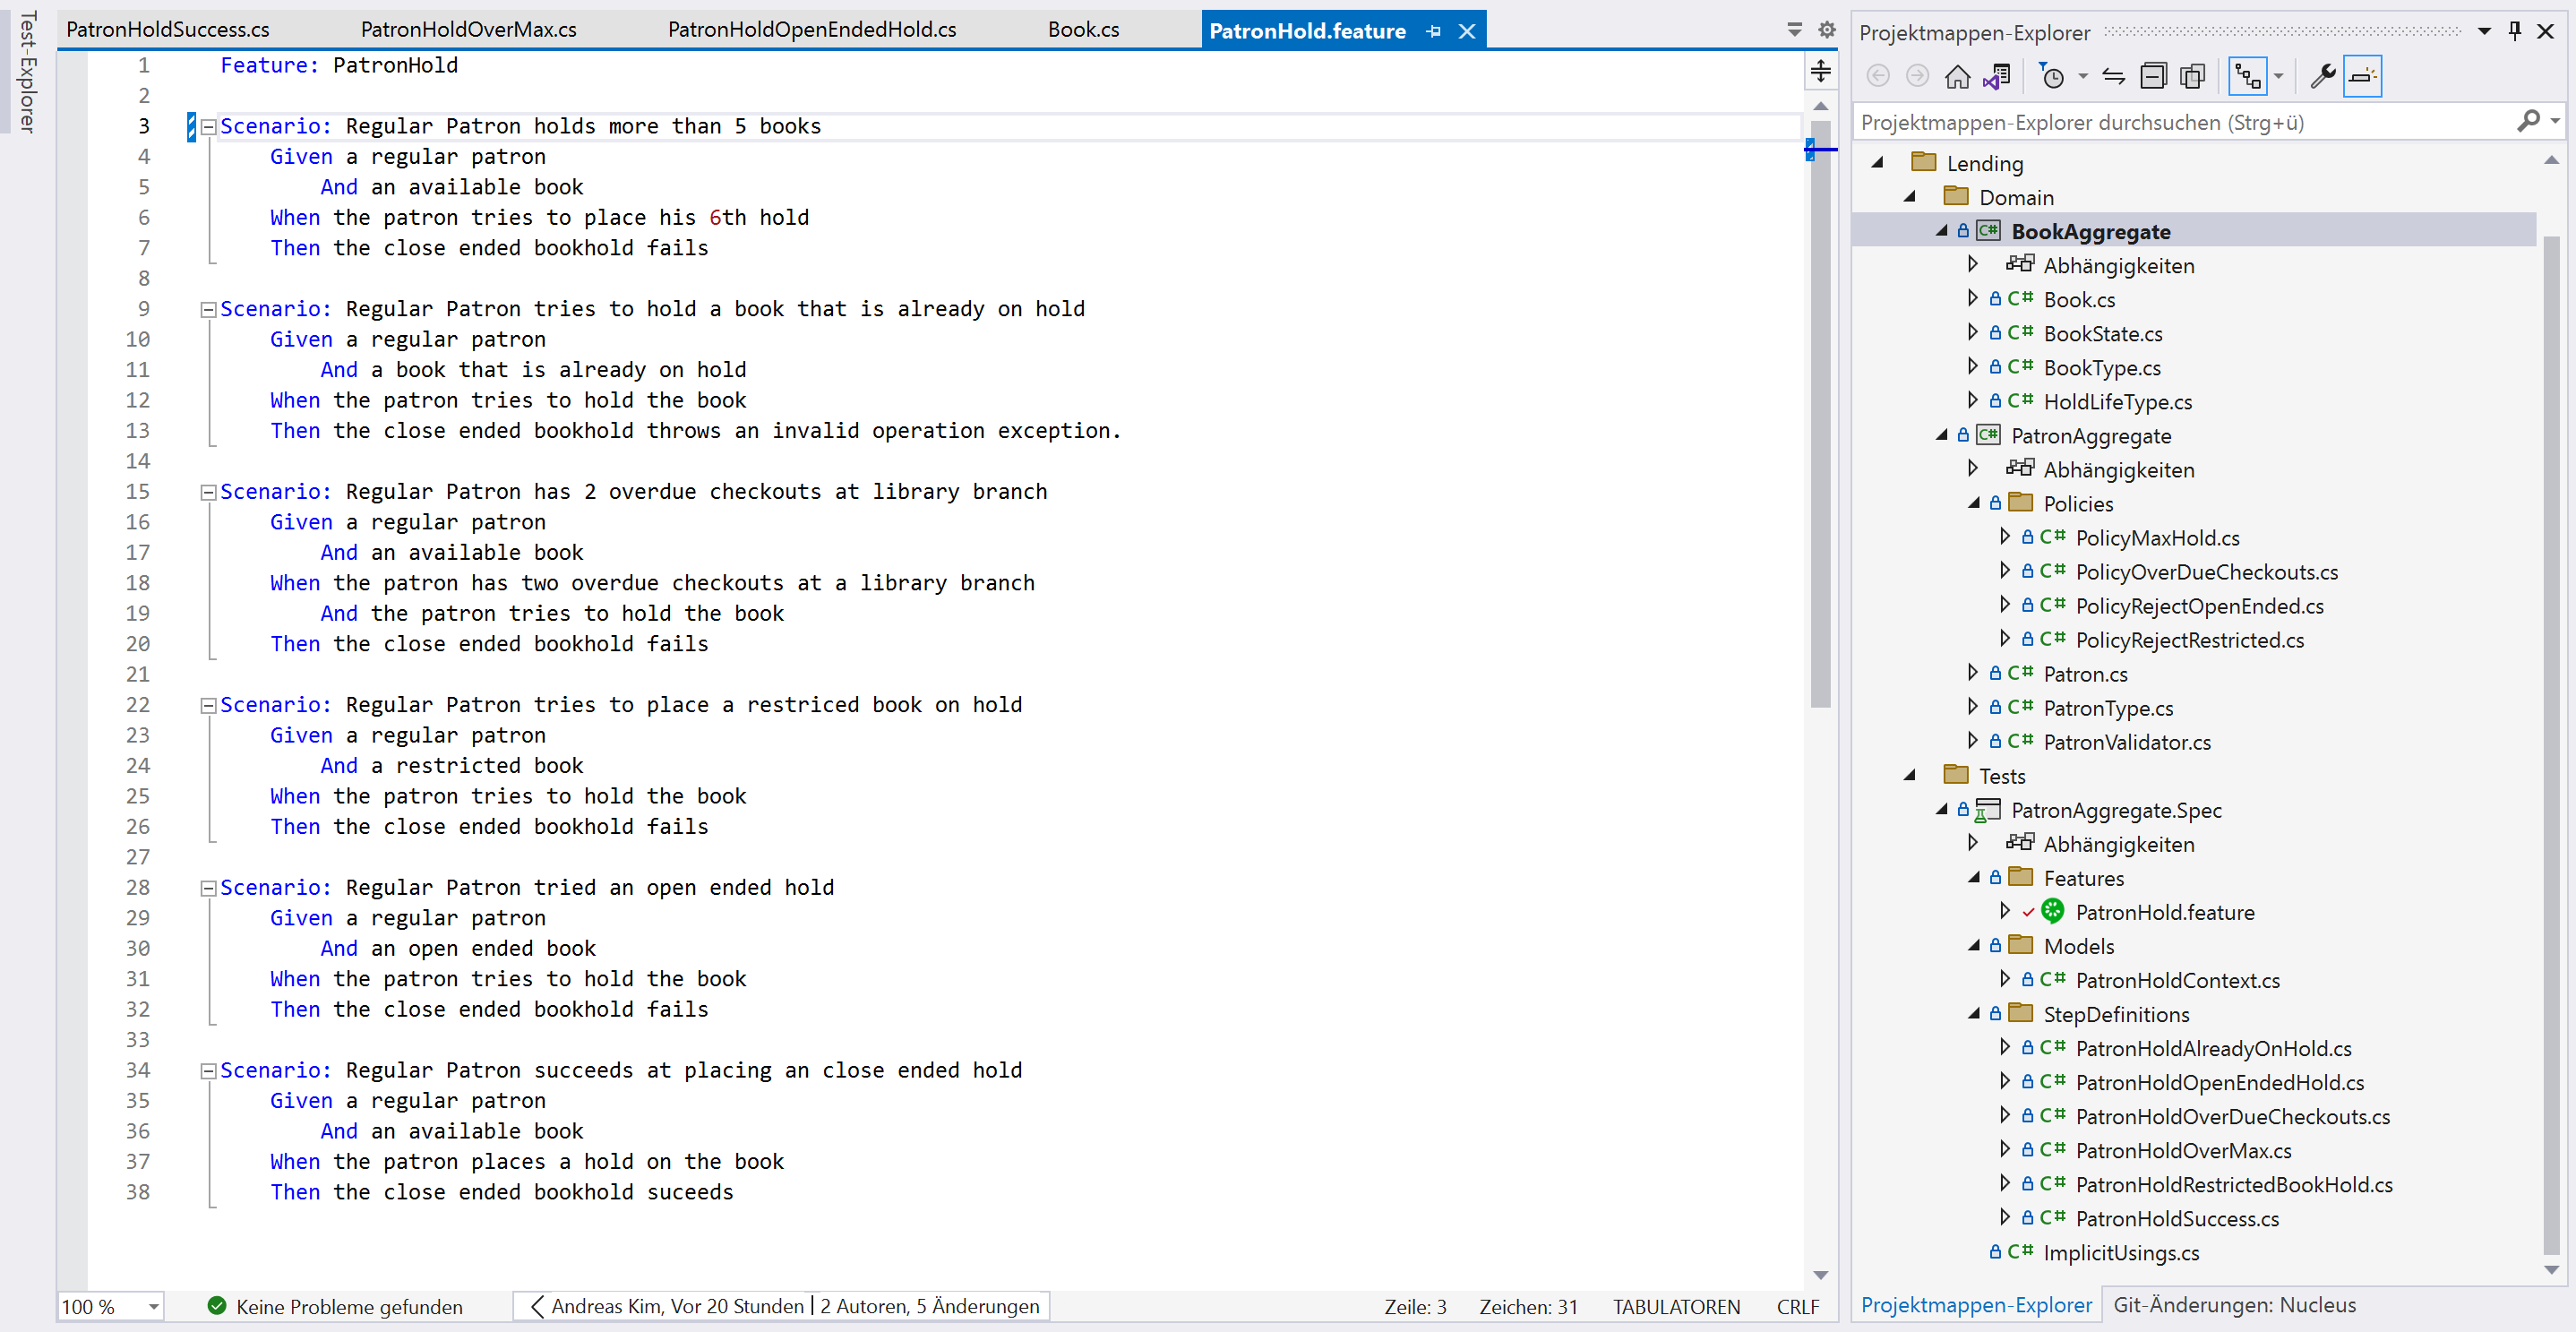 Test-Explorer
PatronHoldSuccess.cs PatronHoldOverMax.cs PatronHoldOpenEndedHold.cs Book.cs PatronHold.feature
1 Feature: PatronHold
2
3 Scenario: Regular Patron holds more than 5 books
4 Given a regular patron
5 And an available book
6 When the patron tries to place his 6th hold
7 Then the close ended bookhold fails
8
9 Scenario: Regular Patron tries to hold a book that is already on hold
10 Given a regular patron
11 And a book that is already on hold
12 When the patron tries to hold the book
13 Then the close ended bookhold throws an invalid operation exception.
14
15 Scenario: Regular Patron has 2 overdue checkouts at library branch
16 Given a regular patron
17 And an available book
18 When the patron has two overdue checkouts at a library branch
19 And the patron tries to hold the book
20 Then the close ended bookhold fails
21
22 Scenario: Regular Patron tries to place a restriced book on hold
23 Given a regular patron
24 And a restricted book
25 When the patron tries to hold the book
26 Then the close ended bookhold fails
27
28 Scenario: Regular Patron tried an open ended hold
29 Given a regular patron
30 And an open ended book
31 When the patron tries to hold the book
32 Then the close ended bookhold fails
33
34 Scenario: Regular Patron succeeds at placing an close ended hold
35 Given a regular patron
36 And an available book
37 When the patron places a hold on the book
38 Then the close ended bookhold suceeds
100 % Keine Probleme gefunden Andreas Kim, Vor 20 Stunden | 2 Autoren, 5 Änderungen Zeile: 3 Zeichen: 31 TABULATOREN CRLF
Projektmappen-Explorer
Projektmappen-Explorer durchsuchen (Strg+ü)
Lending
Domain
C# BookAggregate
Abhängigkeiten
C# Book.cs
C# BookState.cs
C# BookType.cs
C# HoldLifeType.cs
C# PatronAggregate
Abhängigkeiten
Policies
C# PolicyMaxHold.cs
C# PolicyOverDueCheckouts.cs
C# PolicyRejectOpenEnded.cs
C# PolicyRejectRestricted.cs
C# Patron.cs
C# PatronType.cs
C# PatronValidator.cs
Tests
PatronAggregate.Spec
Abhängigkeiten
Features
PatronHold.feature
Models
C# PatronHoldContext.cs
StepDefinitions
C# PatronHoldAlreadyOnHold.cs
C# PatronHoldOpenEndedHold.cs
C# PatronHoldOverDueCheckouts.cs
C# PatronHoldOverMax.cs
C# PatronHoldRestrictedBookHold.cs
C# PatronHoldSuccess.cs
C# ImplicitUsings.cs
Projektmappen-Explorer Git-Änderungen: Nucleus